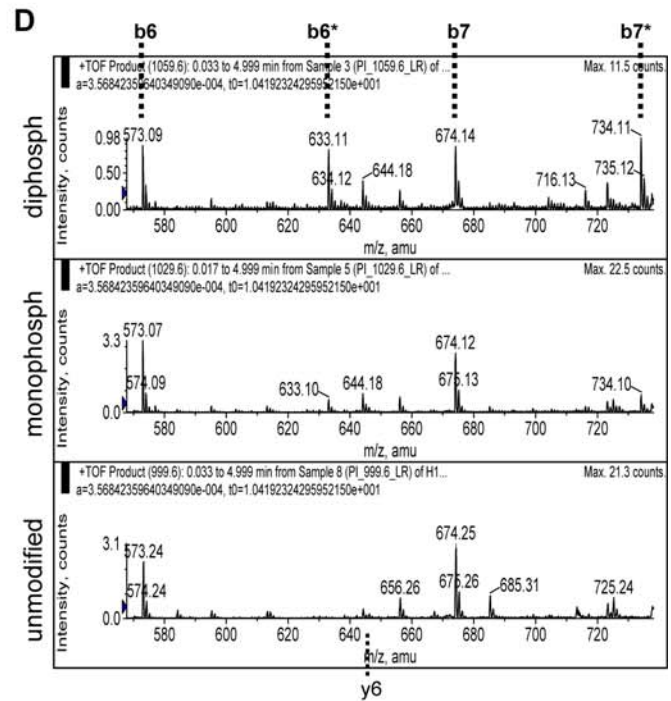 D
b6 b6* b7 b7*
diphosph
+TOF Product (1059.6): 0.033 to 4.999 min from Sample 3 (PI_1059.6_LR) of ... Max. 11.5 counts.
a=3.56842359640349090e-004, t0=1.04192324295952150e+001
Intensity, counts
0.98
0.50
0.00
573.09 633.11 634.12 644.18 674.14 716.13 734.11 735.12
580 600 620 640 660 680 700 720
m/z, amu
monophosph
+TOF Product (1029.6): 0.017 to 4.999 min from Sample 5 (PI_1029.6_LR) of ... Max. 22.5 counts.
a=3.56842359640349090e-004, t0=1.04192324295952150e+001
Intensity, counts
3.3
0.0
573.07 574.09 633.10 644.18 674.12 675.13 734.10
580 600 620 640 660 680 700 720
m/z, amu
unmodified
+TOF Product (999.6): 0.033 to 4.999 min from Sample 8 (PI_999.6_LR) of H1... Max. 21.3 counts.
a=3.56842359640349090e-004, t0=1.04192324295952150e+001
Intensity, counts
3.1
0.0
573.24 574.24 656.26 674.25 675.26 685.31 725.24
580 600 620 640 660 680 700 720
m/z, amu
y6